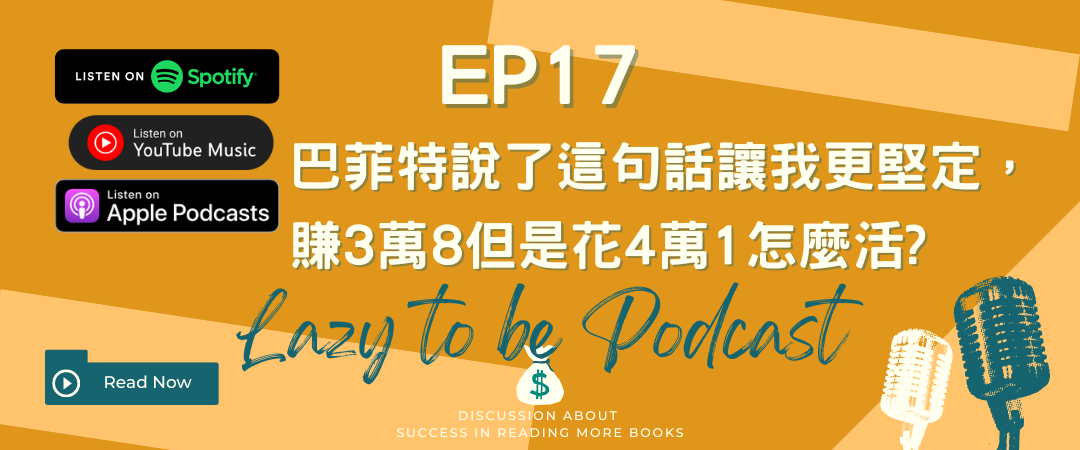 EP17
LISTEN ON Spotify
Listen on
YouTube Music
Listen on
Apple Podcasts
巴菲特說了這句話讓我更堅定，
賺3萬8但是花4萬1怎麼活?
Lazy to be Podcast
$
Read Now
DISCUSSION ABOUT
SUCCESS IN READING MORE BOOKS